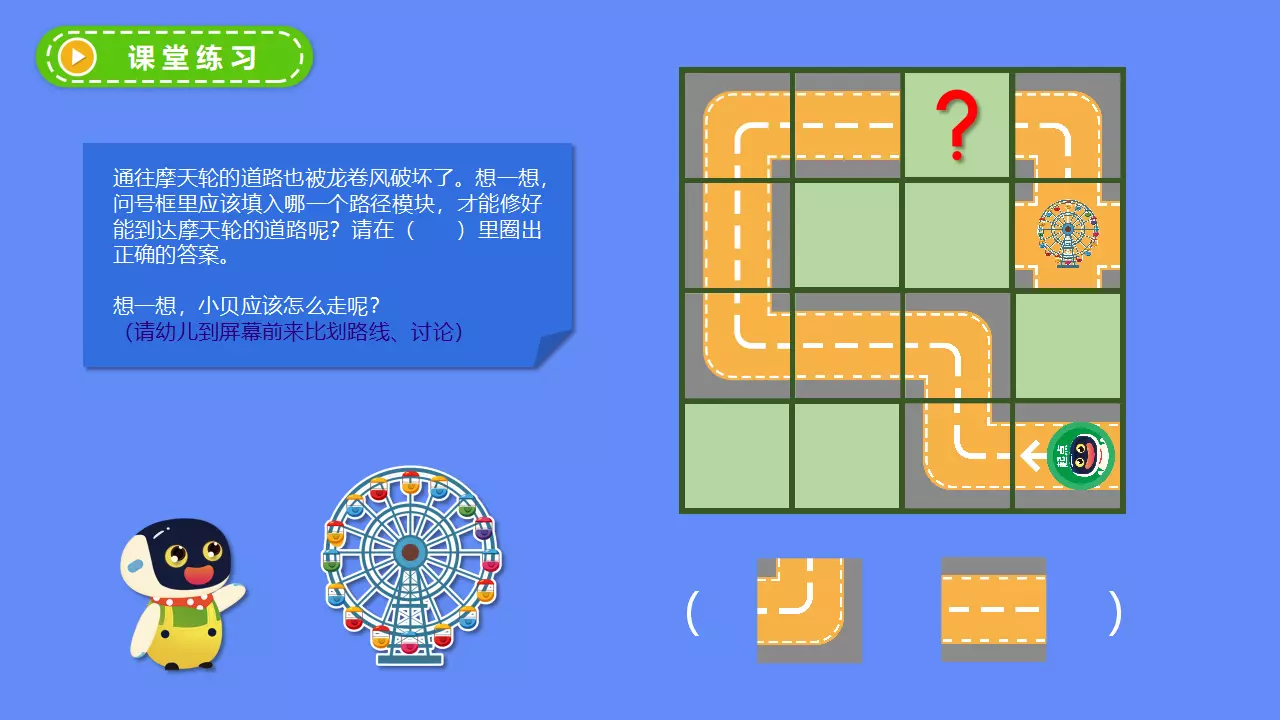 课堂练习
通往摩天轮的道路也被龙卷风破坏了。想一想，
问号框里应该填入哪一个路径模块，才能修好
能到达摩天轮的道路呢？请在（      ）里圈出
正确的答案。
想一想，小贝应该怎么走呢？
（请幼儿到屏幕前来比划路线、讨论）
？
起点
（      ）